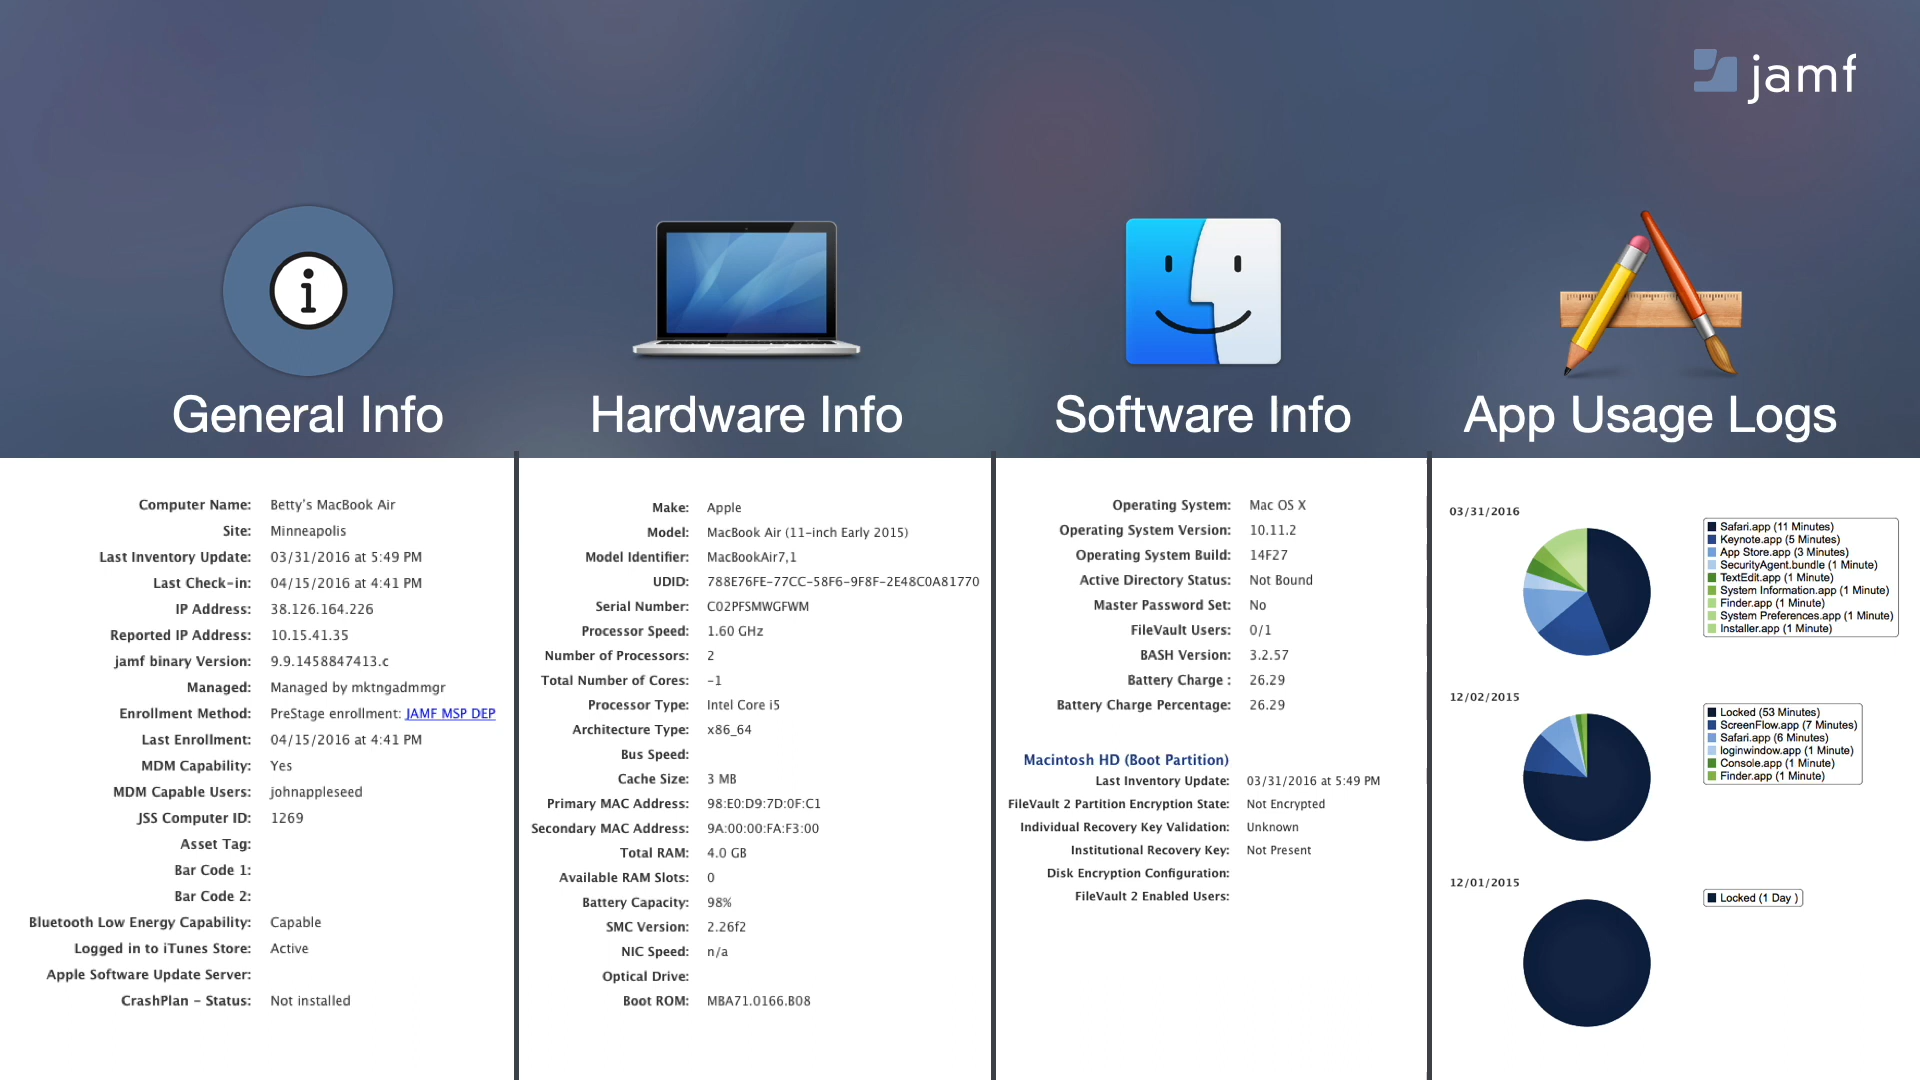 jamf
General Info
Hardware Info
Software Info
App Usage Logs
Computer Name: Betty's MacBook Air
Site: Minneapolis
Last Inventory Update: 03/31/2016 at 5:49 PM
Last Check-in: 04/15/2016 at 4:41 PM
IP Address: 38.126.164.226
Reported IP Address: 10.15.41.35
jamf binary Version: 9.9.1458847413.c
Managed: Managed by mktngadmmgr
Enrollment Method: PreStage enrollment: JAMF MSP DEP
Last Enrollment: 04/15/2016 at 4:41 PM
MDM Capability: Yes
MDM Capable Users: johnappleseed
JSS Computer ID: 1269
Asset Tag:
Bar Code 1:
Bar Code 2:
Bluetooth Low Energy Capability: Capable
Logged in to iTunes Store: Active
Apple Software Update Server:
CrashPlan - Status: Not installed
Make: Apple
Model: MacBook Air (11-inch Early 2015)
Model Identifier: MacBookAir7,1
UDID: 788E76FE-77CC-58F6-9F8F-2E48C0A81770
Serial Number: C02PFSMWGFWM
Processor Speed: 1.60 GHz
Number of Processors: 2
Total Number of Cores: -1
Processor Type: Intel Core i5
Architecture Type: x86_64
Bus Speed:
Cache Size: 3 MB
Primary MAC Address: 98:E0:D9:7D:0F:C1
Secondary MAC Address: 9A:00:00:FA:F3:00
Total RAM: 4.0 GB
Available RAM Slots: 0
Battery Capacity: 98%
SMC Version: 2.26f2
NIC Speed: n/a
Optical Drive:
Boot ROM: MBA71.0166.B08
Operating System: Mac OS X
Operating System Version: 10.11.2
Operating System Build: 14F27
Active Directory Status: Not Bound
Master Password Set: No
FileVault Users: 0/1
BASH Version: 3.2.57
Battery Charge : 26.29
Battery Charge Percentage: 26.29
Macintosh HD (Boot Partition)
Last Inventory Update: 03/31/2016 at 5:49 PM
FileVault 2 Partition Encryption State: Not Encrypted
Individual Recovery Key Validation: Unknown
Institutional Recovery Key: Not Present
Disk Encryption Configuration:
FileVault 2 Enabled Users:
03/31/2016
Safari.app (11 Minutes)
Keynote.app (5 Minutes)
App Store.app (3 Minutes)
SecurityAgent.bundle (1 Minute)
TextEdit.app (1 Minute)
System Information.app (1 Minute)
Finder.app (1 Minute)
System Preferences.app (1 Minute)
Installer.app (1 Minute)
12/02/2015
Locked (53 Minutes)
ScreenFlow.app (7 Minutes)
Safari.app (6 Minutes)
loginwindow.app (1 Minute)
Console.app (1 Minute)
Finder.app (1 Minute)
12/01/2015
Locked (1 Day )